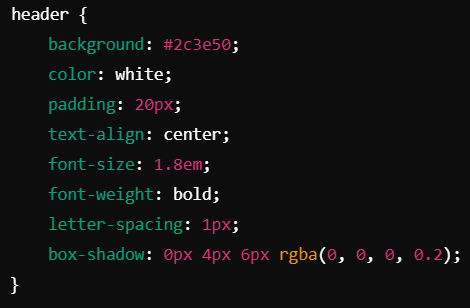 header {
    background: #2c3e50;
    color: white;
    padding: 20px;
    text-align: center;
    font-size: 1.8em;
    font-weight: bold;
    letter-spacing: 1px;
    box-shadow: 0px 4px 6px rgba(0, 0, 0, 0.2);
}